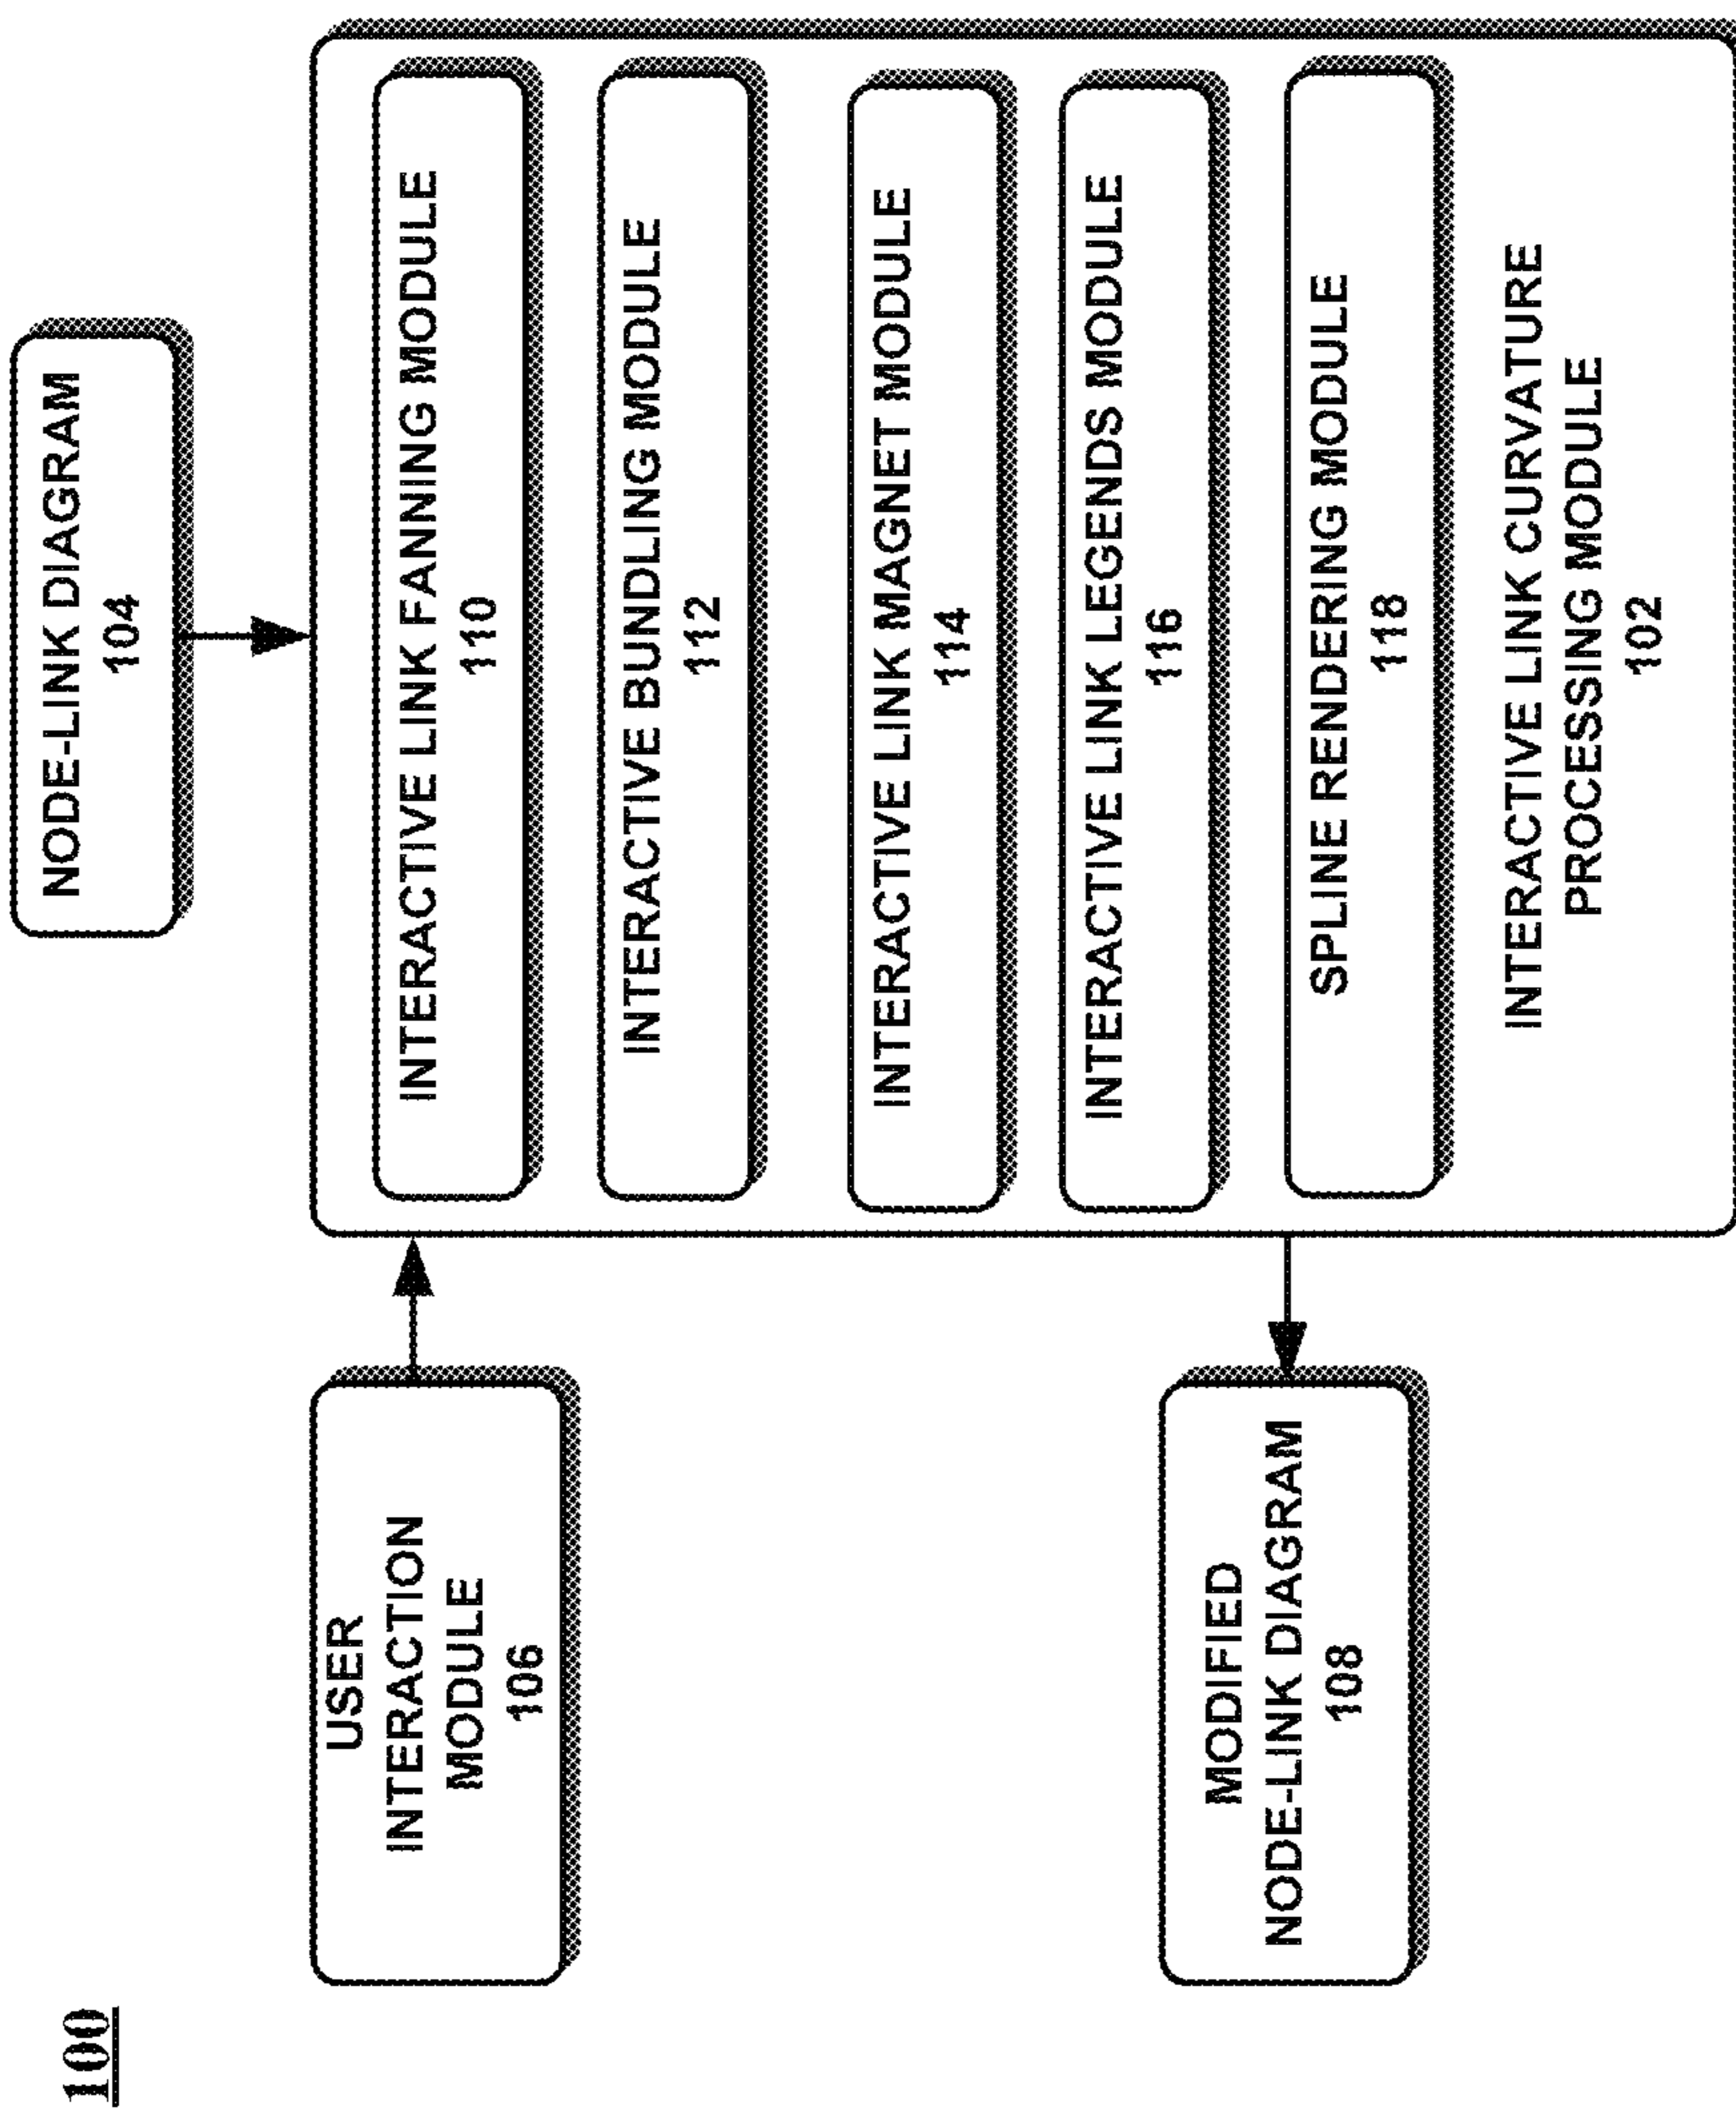 100
NODE-LINK DIAGRAM
104
USER
INTERACTION
MODULE
106
INTERACTIVE LINK FANNING MODULE
110
INTERACTIVE BUNDLING MODULE
112
INTERACTIVE LINK MAGNET MODULE
114
INTERACTIVE LINK LEGENDS MODULE
116
SPLINE RENDERING MODULE
118
INTERACTIVE LINK CURVATURE
PROCESSING MODULE
102
MODIFIED
NODE-LINK DIAGRAM
108